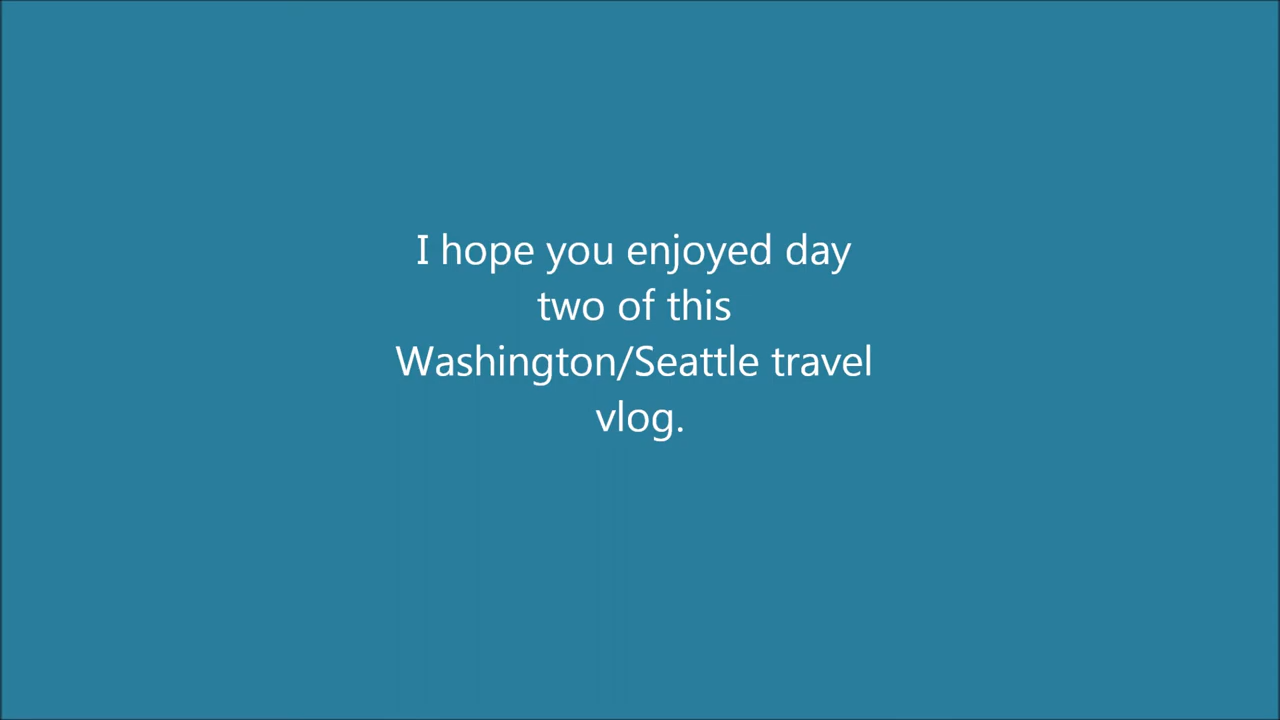 I hope you enjoyed day
two of this
Washington/Seattle travel
vlog.